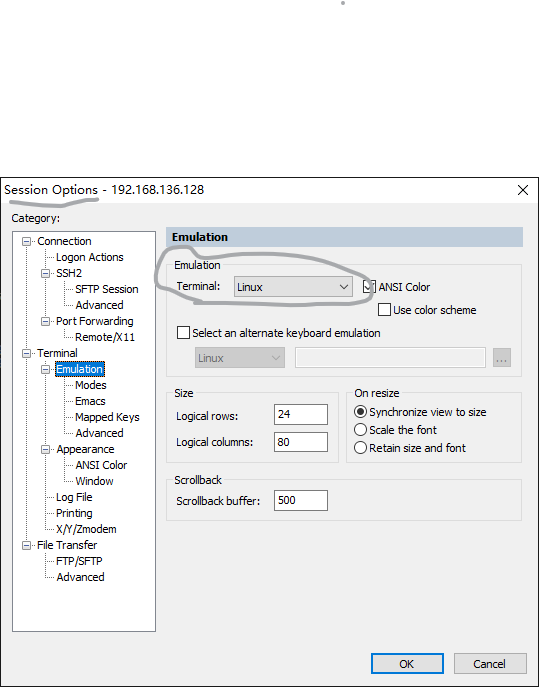 Session Options - 192.168.136.128
Category:
Connection
Logon Actions
SSH2
SFTP Session
Advanced
Port Forwarding
Remote/X11
Terminal
Emulation
Modes
Emacs
Mapped Keys
Advanced
Appearance
ANSI Color
Window
Log File
Printing
X/Y/Zmodem
File Transfer
FTP/SFTP
Advanced
Emulation
Emulation
Terminal: Linux ANSI Color
Use color scheme
Select an alternate keyboard emulation
Linux ...
Size
Logical rows: 24
Logical columns: 80
On resize
Synchronize view to size
Scale the font
Retain size and font
Scrollback
Scrollback buffer: 500
OK Cancel